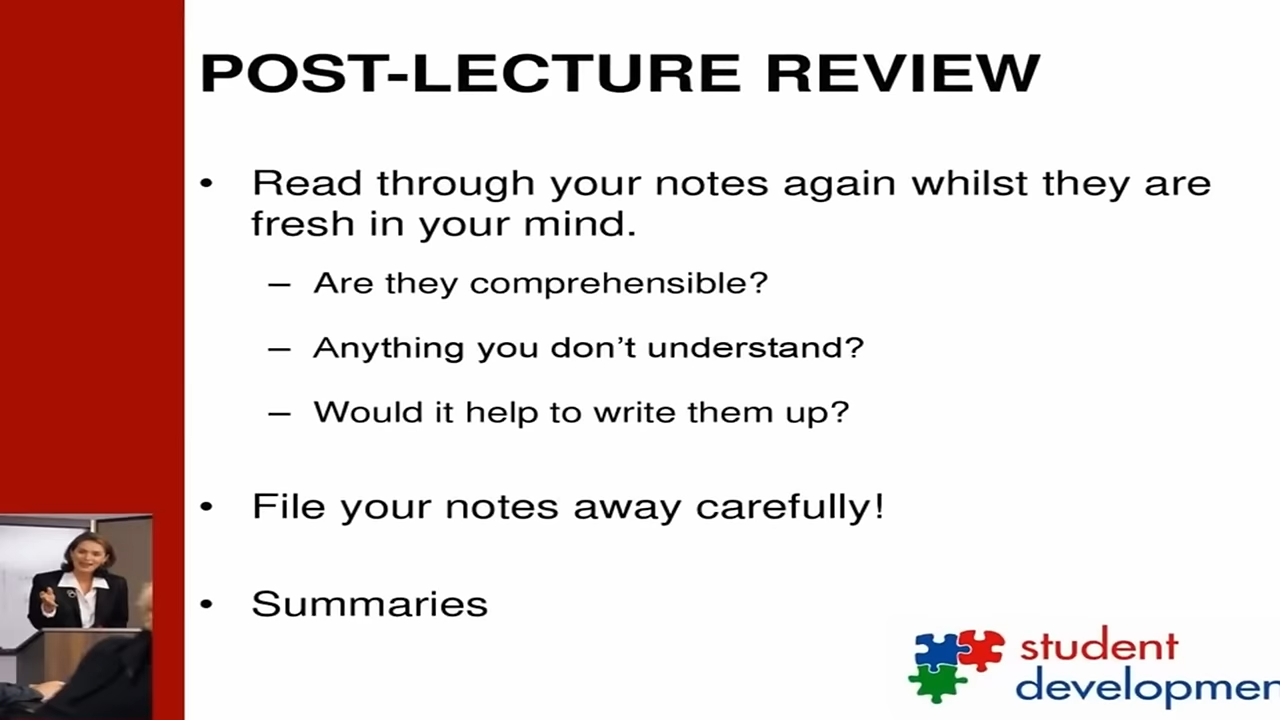 POST-LECTURE REVIEW
• Read through your notes again whilst they are
fresh in your mind.
– Are they comprehensible?
– Anything you don’t understand?
– Would it help to write them up?
• File your notes away carefully!
• Summaries
student
developmen